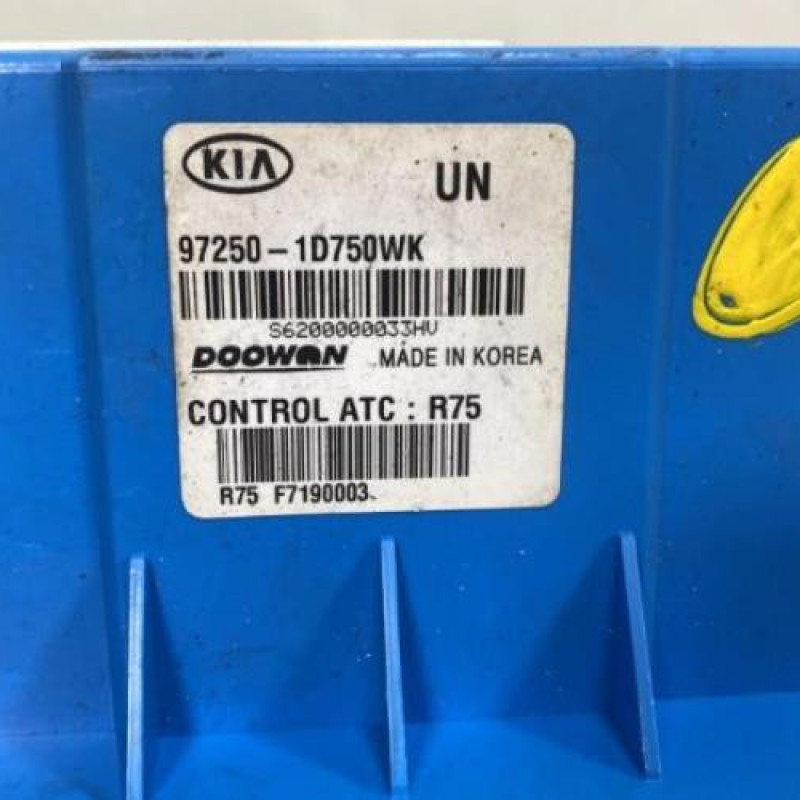 KIA UN
97250-1D750WK
S6200000033HV
DOOWON MADE IN KOREA
CONTROL ATC : R75
R75 F7190003